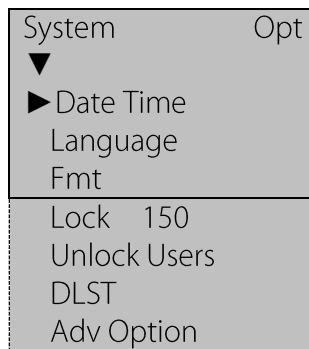 System Opt
▼
▶Date Time
Language
Fmt
Lock 150
Unlock Users
DLST
Adv Option